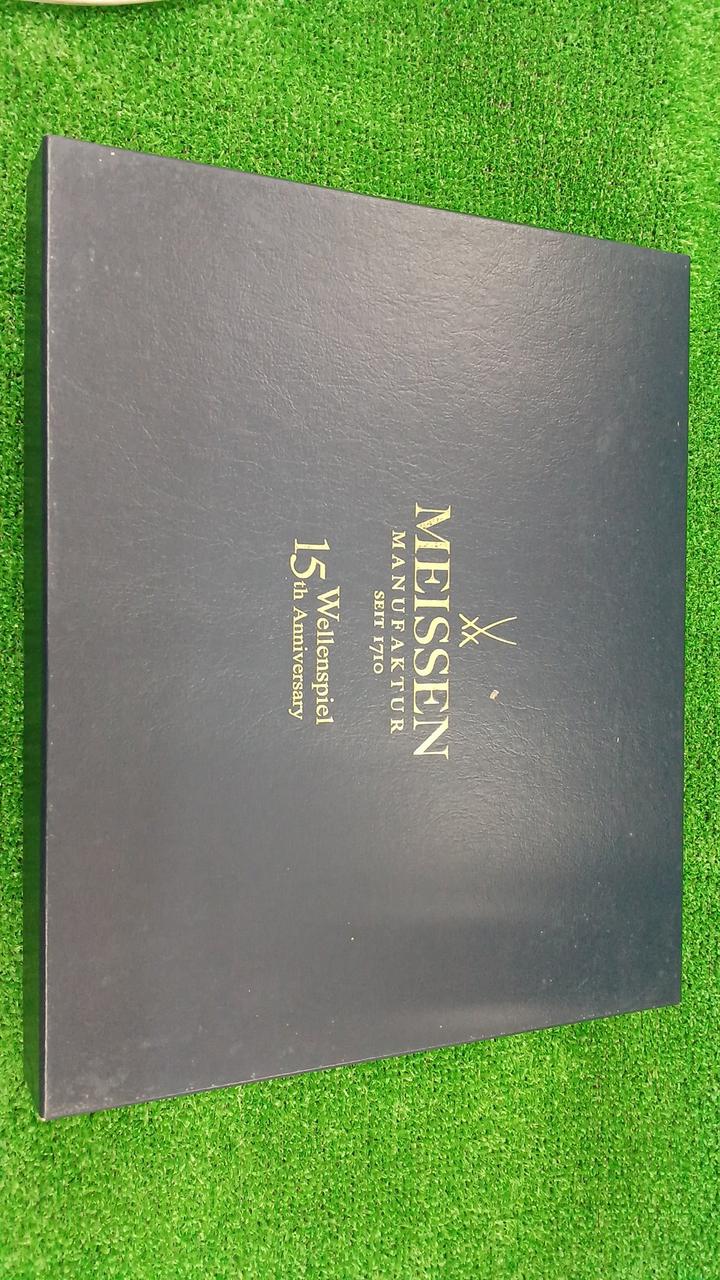 MEISSEN
MANUFAKTUR
SEIT 1710
Wellenspiel
15th Anniversary